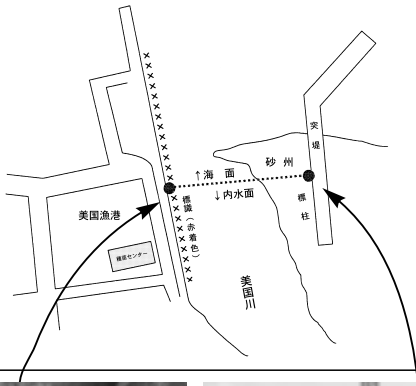 突堤
砂州
↑海面
↓内水面
標柱
標識（赤着色）
美国漁港
美国川